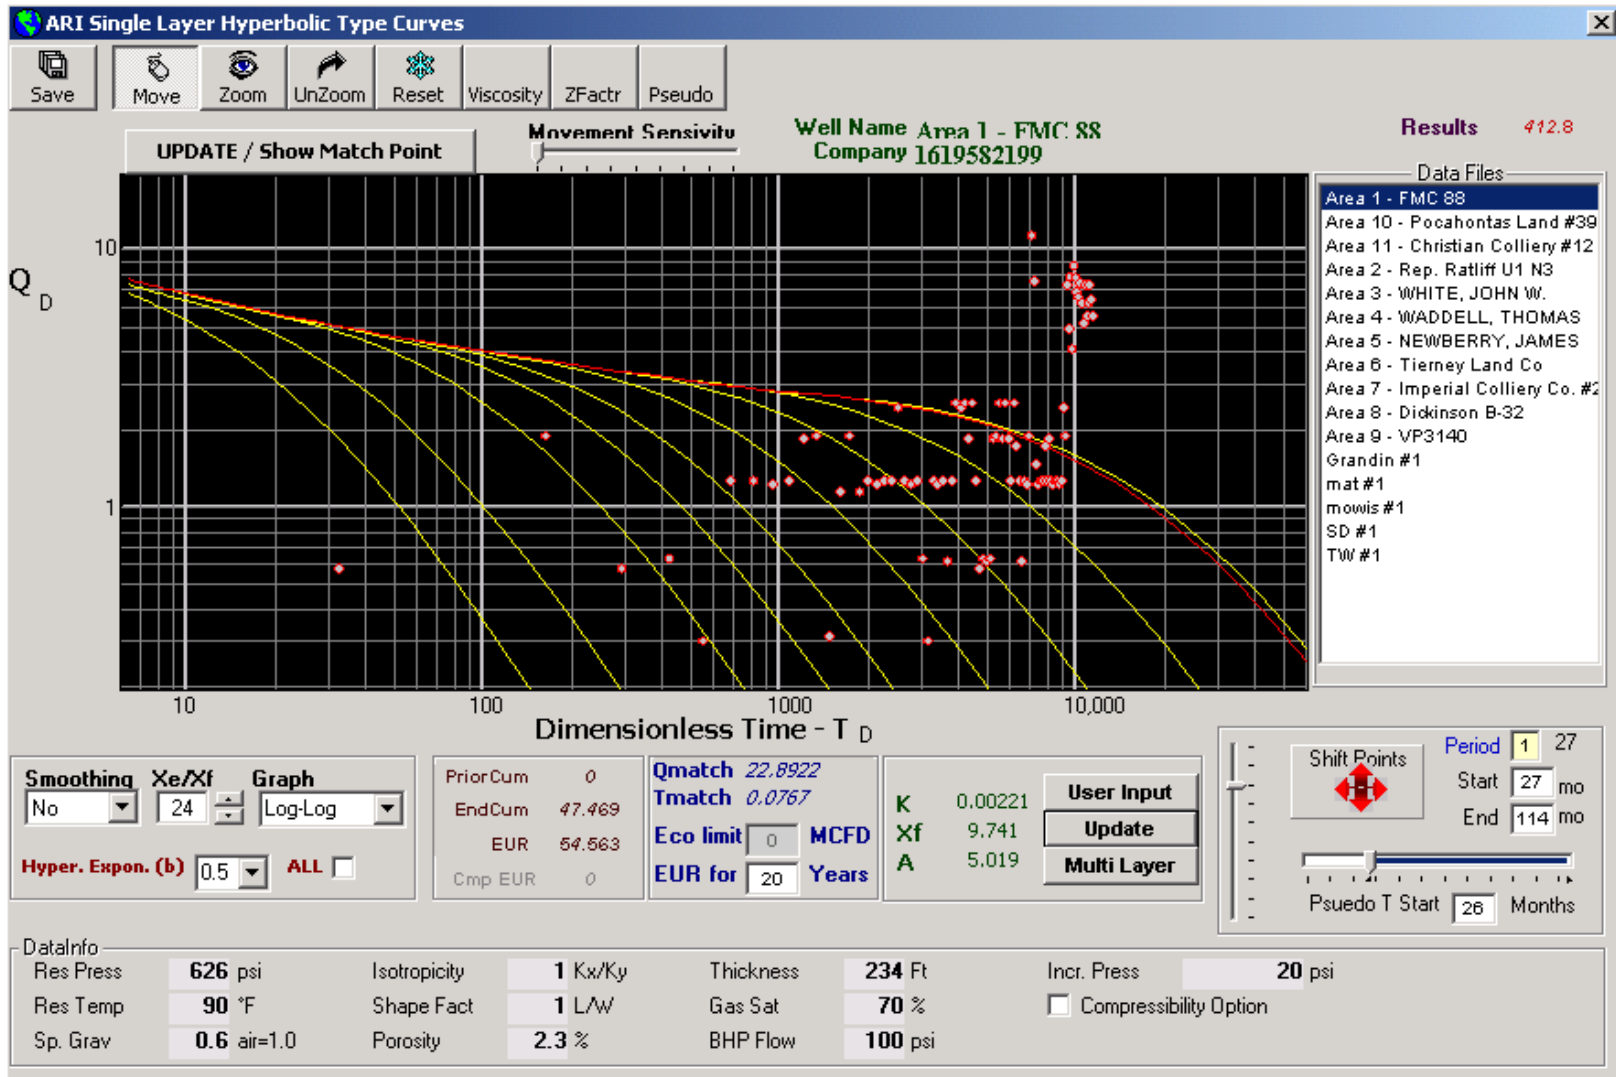 ARI Single Layer Hyperbolic Type Curves
Save Move Zoom UnZoom Reset Viscosity ZFactr Pseudo
UPDATE / Show Match Point
Movement Sensivity
Well Name Area 1 - FMC 88
Company 1619582199
Results 412.8
Data Files
Area 1 - FMC 88
Area 10 - Pocahontas Land #39
Area 11 - Christian Colliery #12
Area 2 - Rep. Ratliff U1 N3
Area 3 - WHITE, JOHN W.
Area 4 - WADDELL, THOMAS
Area 5 - NEWBERRY, JAMES
Area 6 - Tierney Land Co
Area 7 - Imperial Colliery Co. #2
Area 8 - Dickinson B-32
Area 9 - VP3140
Grandin #1
mat #1
mowis #1
SD #1
TW #1
10
Q D
1
10 100 1000 10,000
Dimensionless Time - T D
Smoothing Xe/Xf Graph
No 24 Log-Log
Hyper. Expon. (b) 0.5 ALL
PriorCum 0
EndCum 47.469
EUR 54.563
Cmp EUR 0
Qmatch 22.8922
Tmatch 0.0767
Eco limit 0 MCFD
EUR for 20 Years
K 0.00221
Xf 9.741
A 5.019
User Input
Update
Multi Layer
Shift Points
Period 1 27
Start 27 mo
End 114 mo
Psuedo T Start 26 Months
DataInfo
Res Press 626 psi Isotropicity 1 Kx/Ky Thickness 234 Ft Incr. Press 20 psi
Res Temp 90 °F Shape Fact 1 L/W Gas Sat 70 % Compressibility Option
Sp. Grav 0.6 air=1.0 Porosity 2.3 % BHP Flow 100 psi